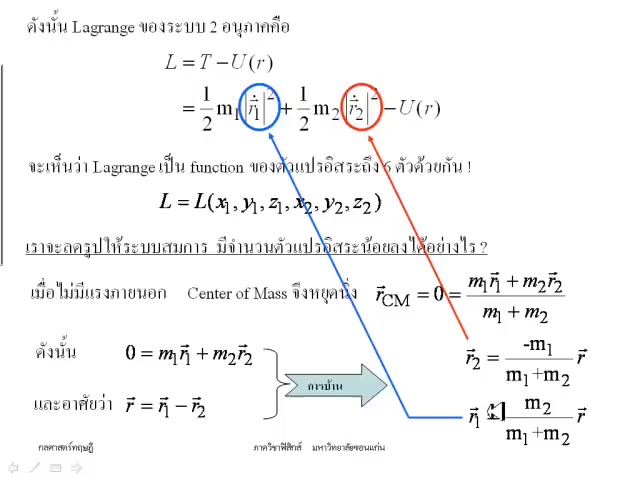 ดังนั้น Lagrange ของระบบ 2 อนุภาคคือ
L = T − U(r)
= 1/2 m₁|ṙ⃗₁|² + 1/2 m₂|ṙ⃗₂|² − U(r)
จะเห็นว่า Lagrange เป็น function ของตัวแปรอิสระถึง 6 ตัวด้วยกัน !
L = L(x₁, y₁, z₁, x₂, y₂, z₂)
เราจะลดรูปให้ระบบสมการ มีจำนวนตัวแปรอิสระน้อยลงได้อย่างไร ?
เมื่อไม่มีแรงภายนอก Center of Mass จึงหยุดนิ่ง r⃗CM = 0 = (m₁r⃗₁ + m₂r⃗₂)/(m₁ + m₂)
ดังนั้น 0 = m₁r⃗₁ + m₂r⃗₂
r⃗₂ = -m₁/(m₁+m₂) r⃗
การบ้าน
และอาศัยว่า r⃗ = r⃗₁ − r⃗₂
r⃗₁ = m₂/(m₁+m₂) r⃗
กลศาสตร์ทฤษฎี ภาควิชาฟิสิกส์ มหาวิทยาลัยขอนแก่น